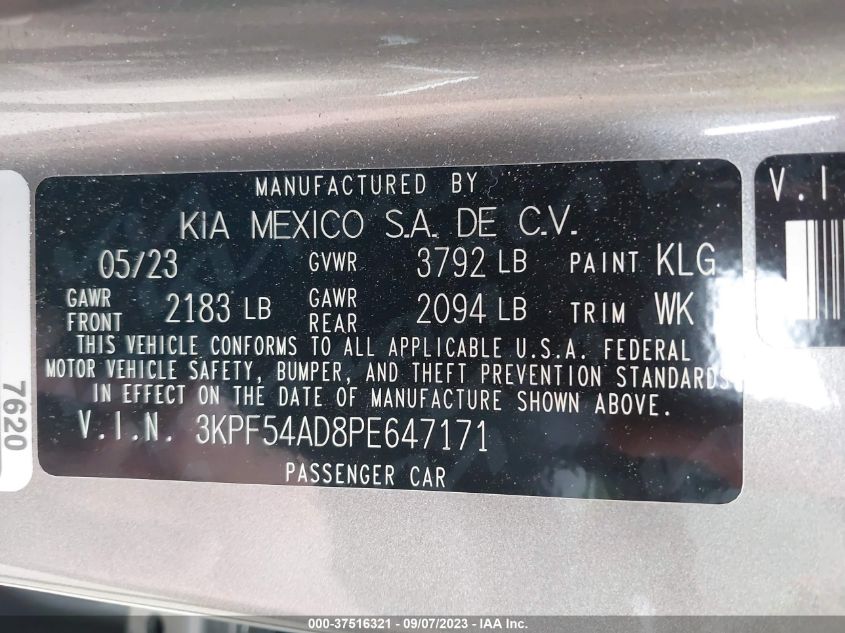 MANUFACTURED BY
KIA MEXICO S.A. DE C.V.
05/23 GVWR 3792 LB PAINT KLG
GAWR FRONT 2183 LB GAWR REAR 2094 LB TRIM WK
THIS VEHICLE CONFORMS TO ALL APPLICABLE U.S.A. FEDERAL
MOTOR VEHICLE SAFETY, BUMPER, AND THEFT PREVENTION STANDARDS
IN EFFECT ON THE DATE OF MANUFACTURE SHOWN ABOVE.
V.I.N. 3KPF54AD8PE647171
PASSENGER CAR
7620
V.I
000-37516321 - 09/07/2023 - IAA Inc.